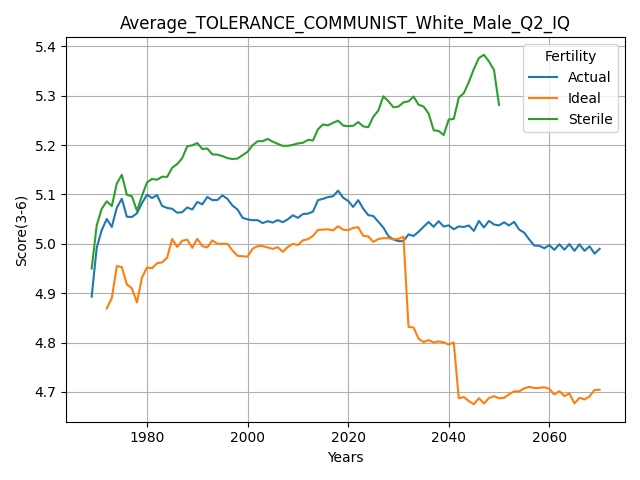 Average_TOLERANCE_COMMUNIST_White_Male_Q2_IQ
Fertility
Actual
Ideal
Sterile
Score(3-6)
5.4
5.3
5.2
5.1
5.0
4.9
4.8
4.7
1980 2000 2020 2040 2060
Years